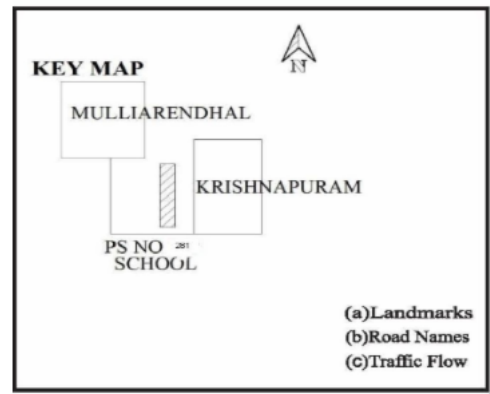 N
KEY MAP
MULLIARENDHAL
KRISHNAPURAM
PS NO 281
SCHOOL
(a)Landmarks
(b)Road Names
(c)Traffic Flow